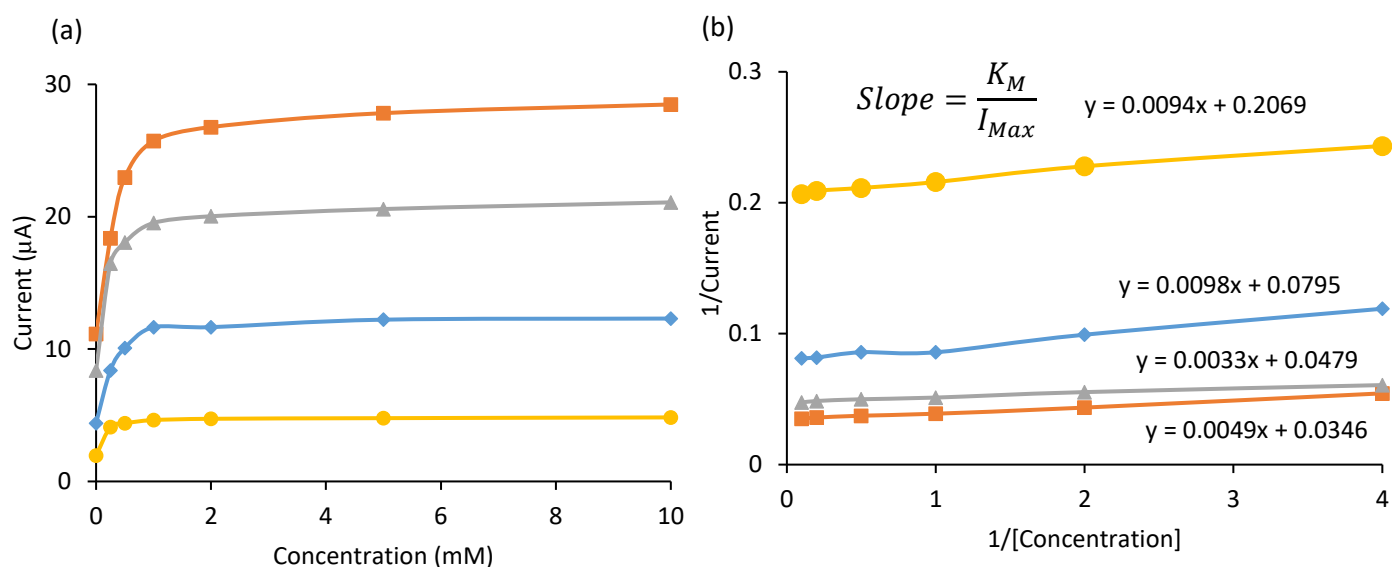 (a)
30
20
10
0
0
2
4
6
8
10
Current (µA)
Concentration (mM)
(b)
0.3
0.2
0.1
0
0
1
2
3
4
1/Current
1/[Concentration]
Slope = K_M / I_Max
y = 0.0094x + 0.2069
y = 0.0098x + 0.0795
y = 0.0033x + 0.0479
y = 0.0049x + 0.0346